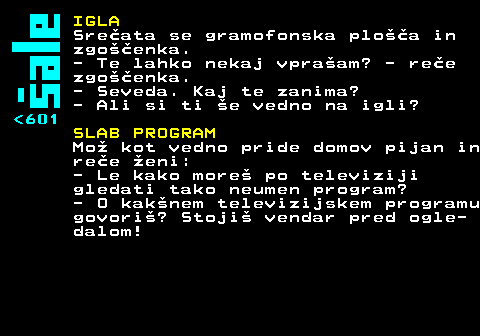 Šale
<601
IGLA
Srečata se gramofonska plošča in
zgoščenka.
- Te lahko nekaj vprašam? - reče
zgoščenka.
- Seveda. Kaj te zanima?
- Ali si ti še vedno na igli?
SLAB PROGRAM
Mož kot vedno pride domov pijan in
reče ženi:
- Le kako moreš po televiziji
gledati tako neumen program?
- O kakšnem televizijskem programu
govoriš? Stojiš vendar pred ogle-
dalom!